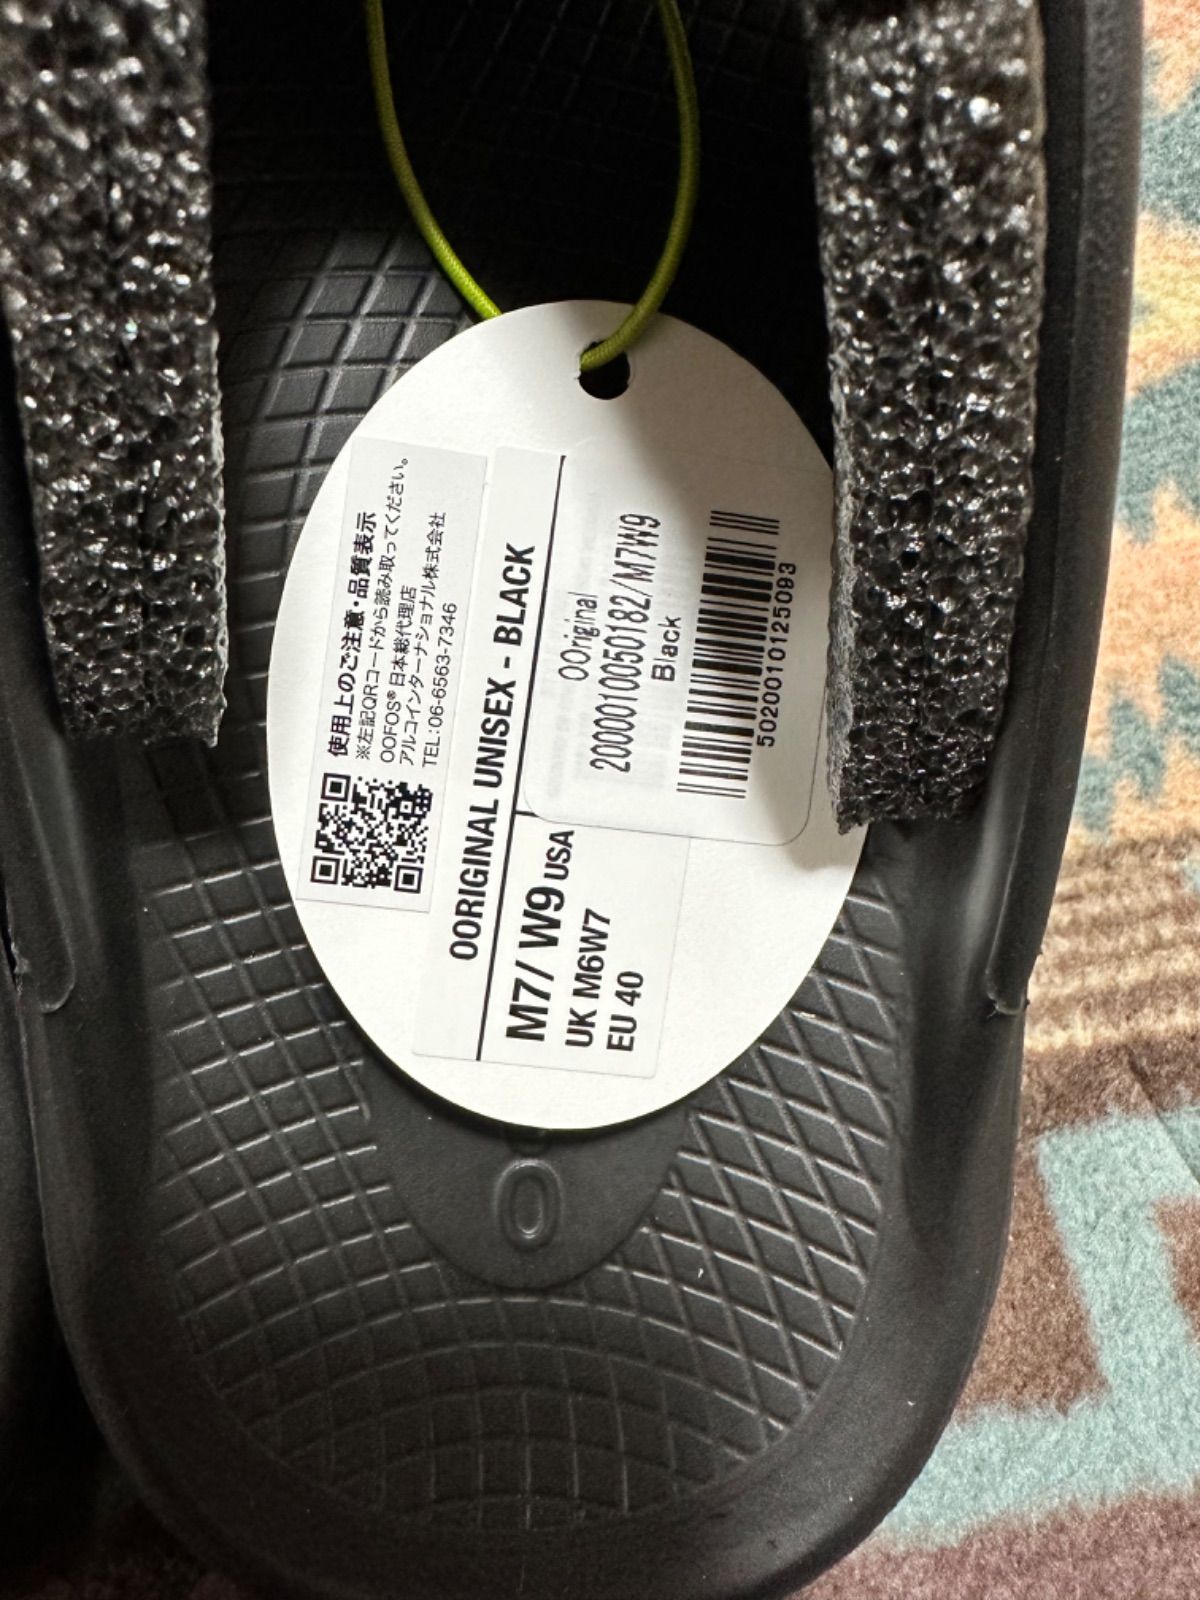 使用上のご注意・品質表示
※左記QRコードから読み取ってください。
OOFOS® 日本総代理店
アルコインターナショナル株式会社
TEL:06-6563-7346
OORIGINAL UNISEX - BLACK
M7/ W9 USA
UK M6W7
EU 40
OOriginal
2000010050182/M7W9
Black
5020010125093
O